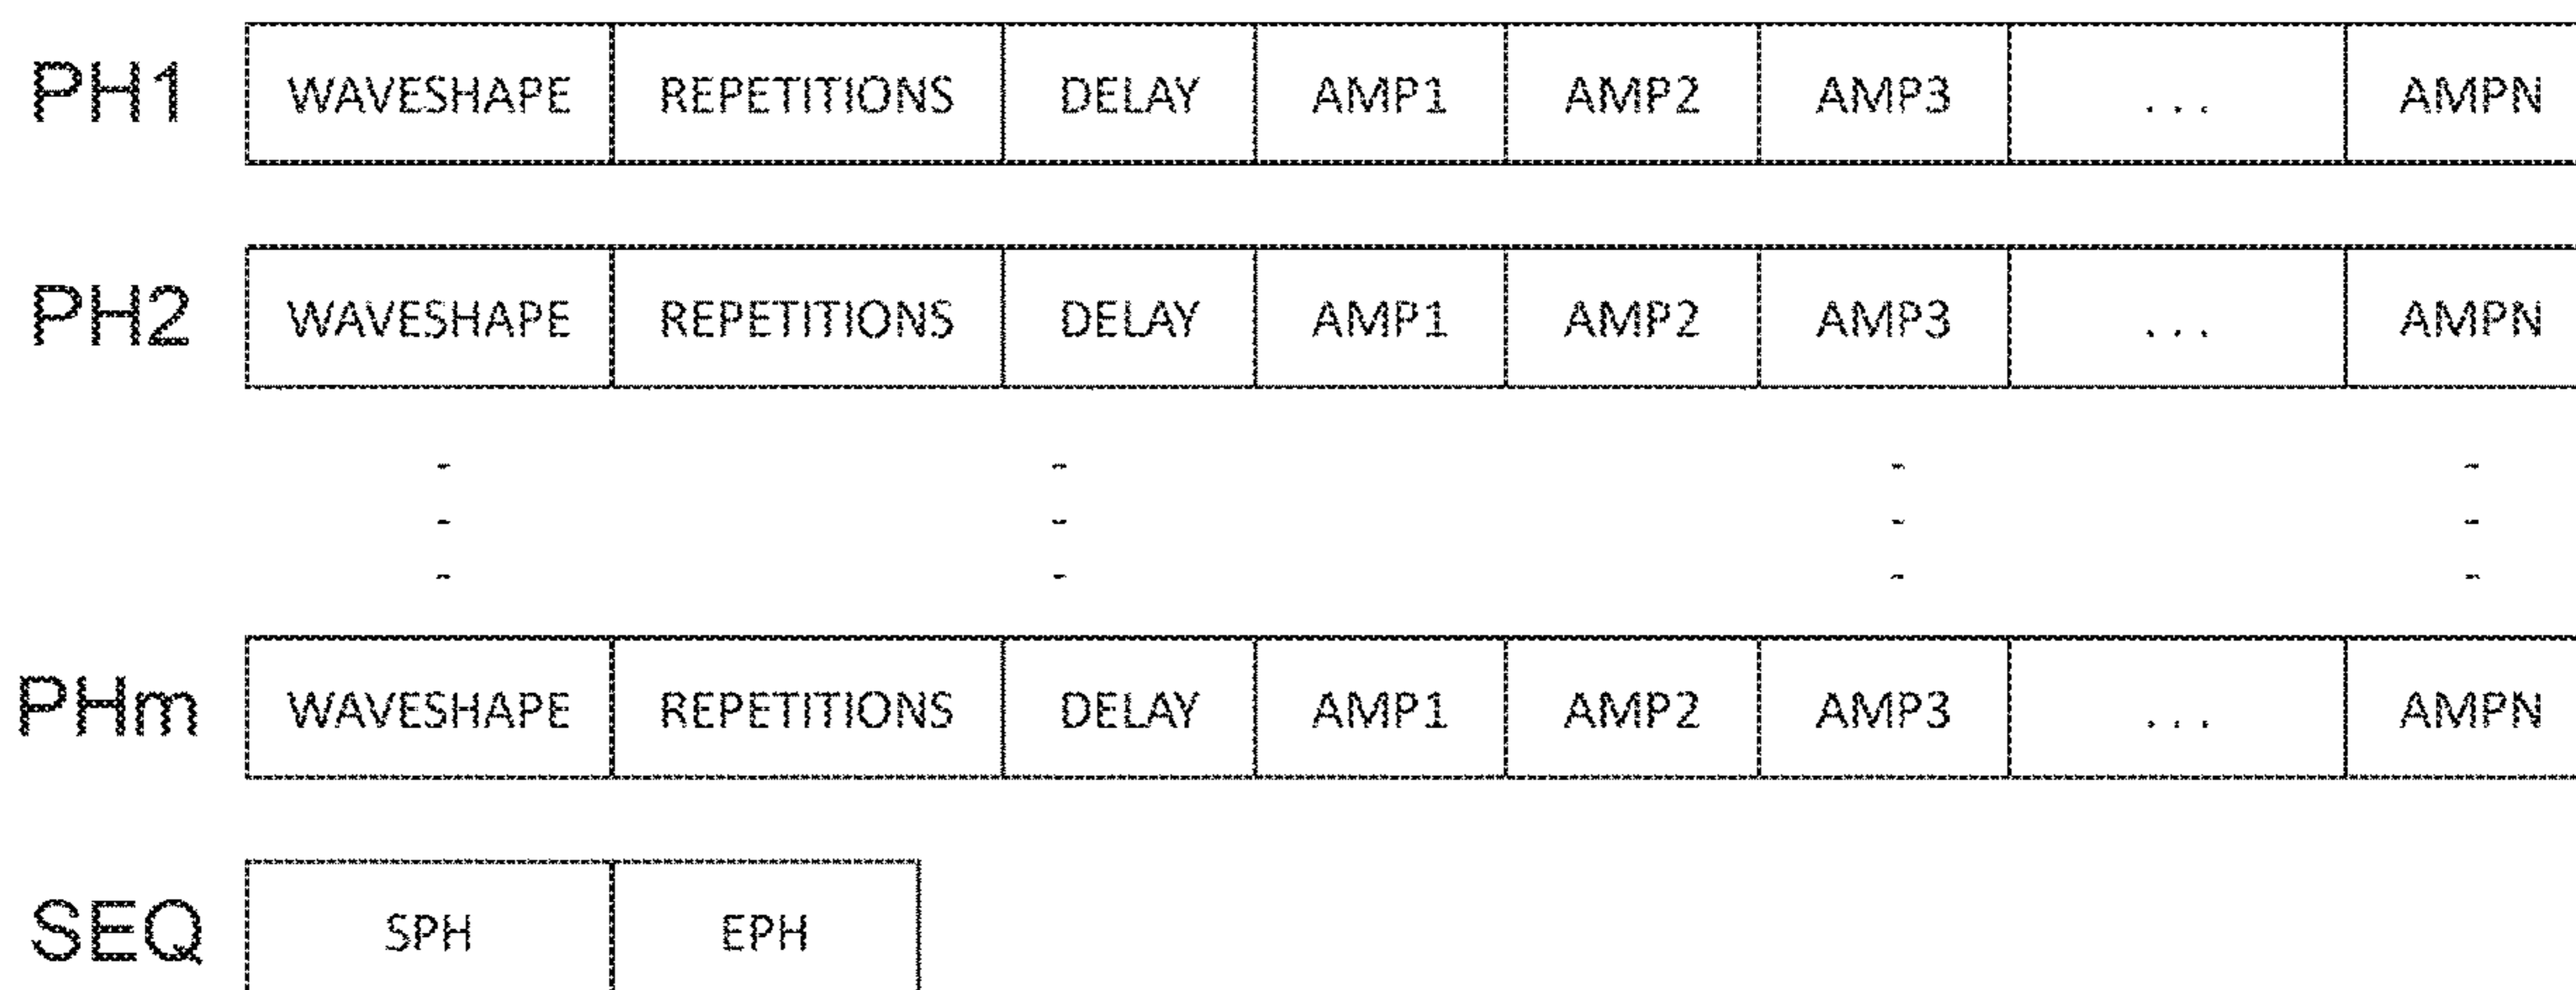 PH1 WAVESHAPE REPETITIONS DELAY AMP1 AMP2 AMP3 ... AMPN
PH2 WAVESHAPE REPETITIONS DELAY AMP1 AMP2 AMP3 ... AMPN
PHm WAVESHAPE REPETITIONS DELAY AMP1 AMP2 AMP3 ... AMPN
SEQ SPH EPH